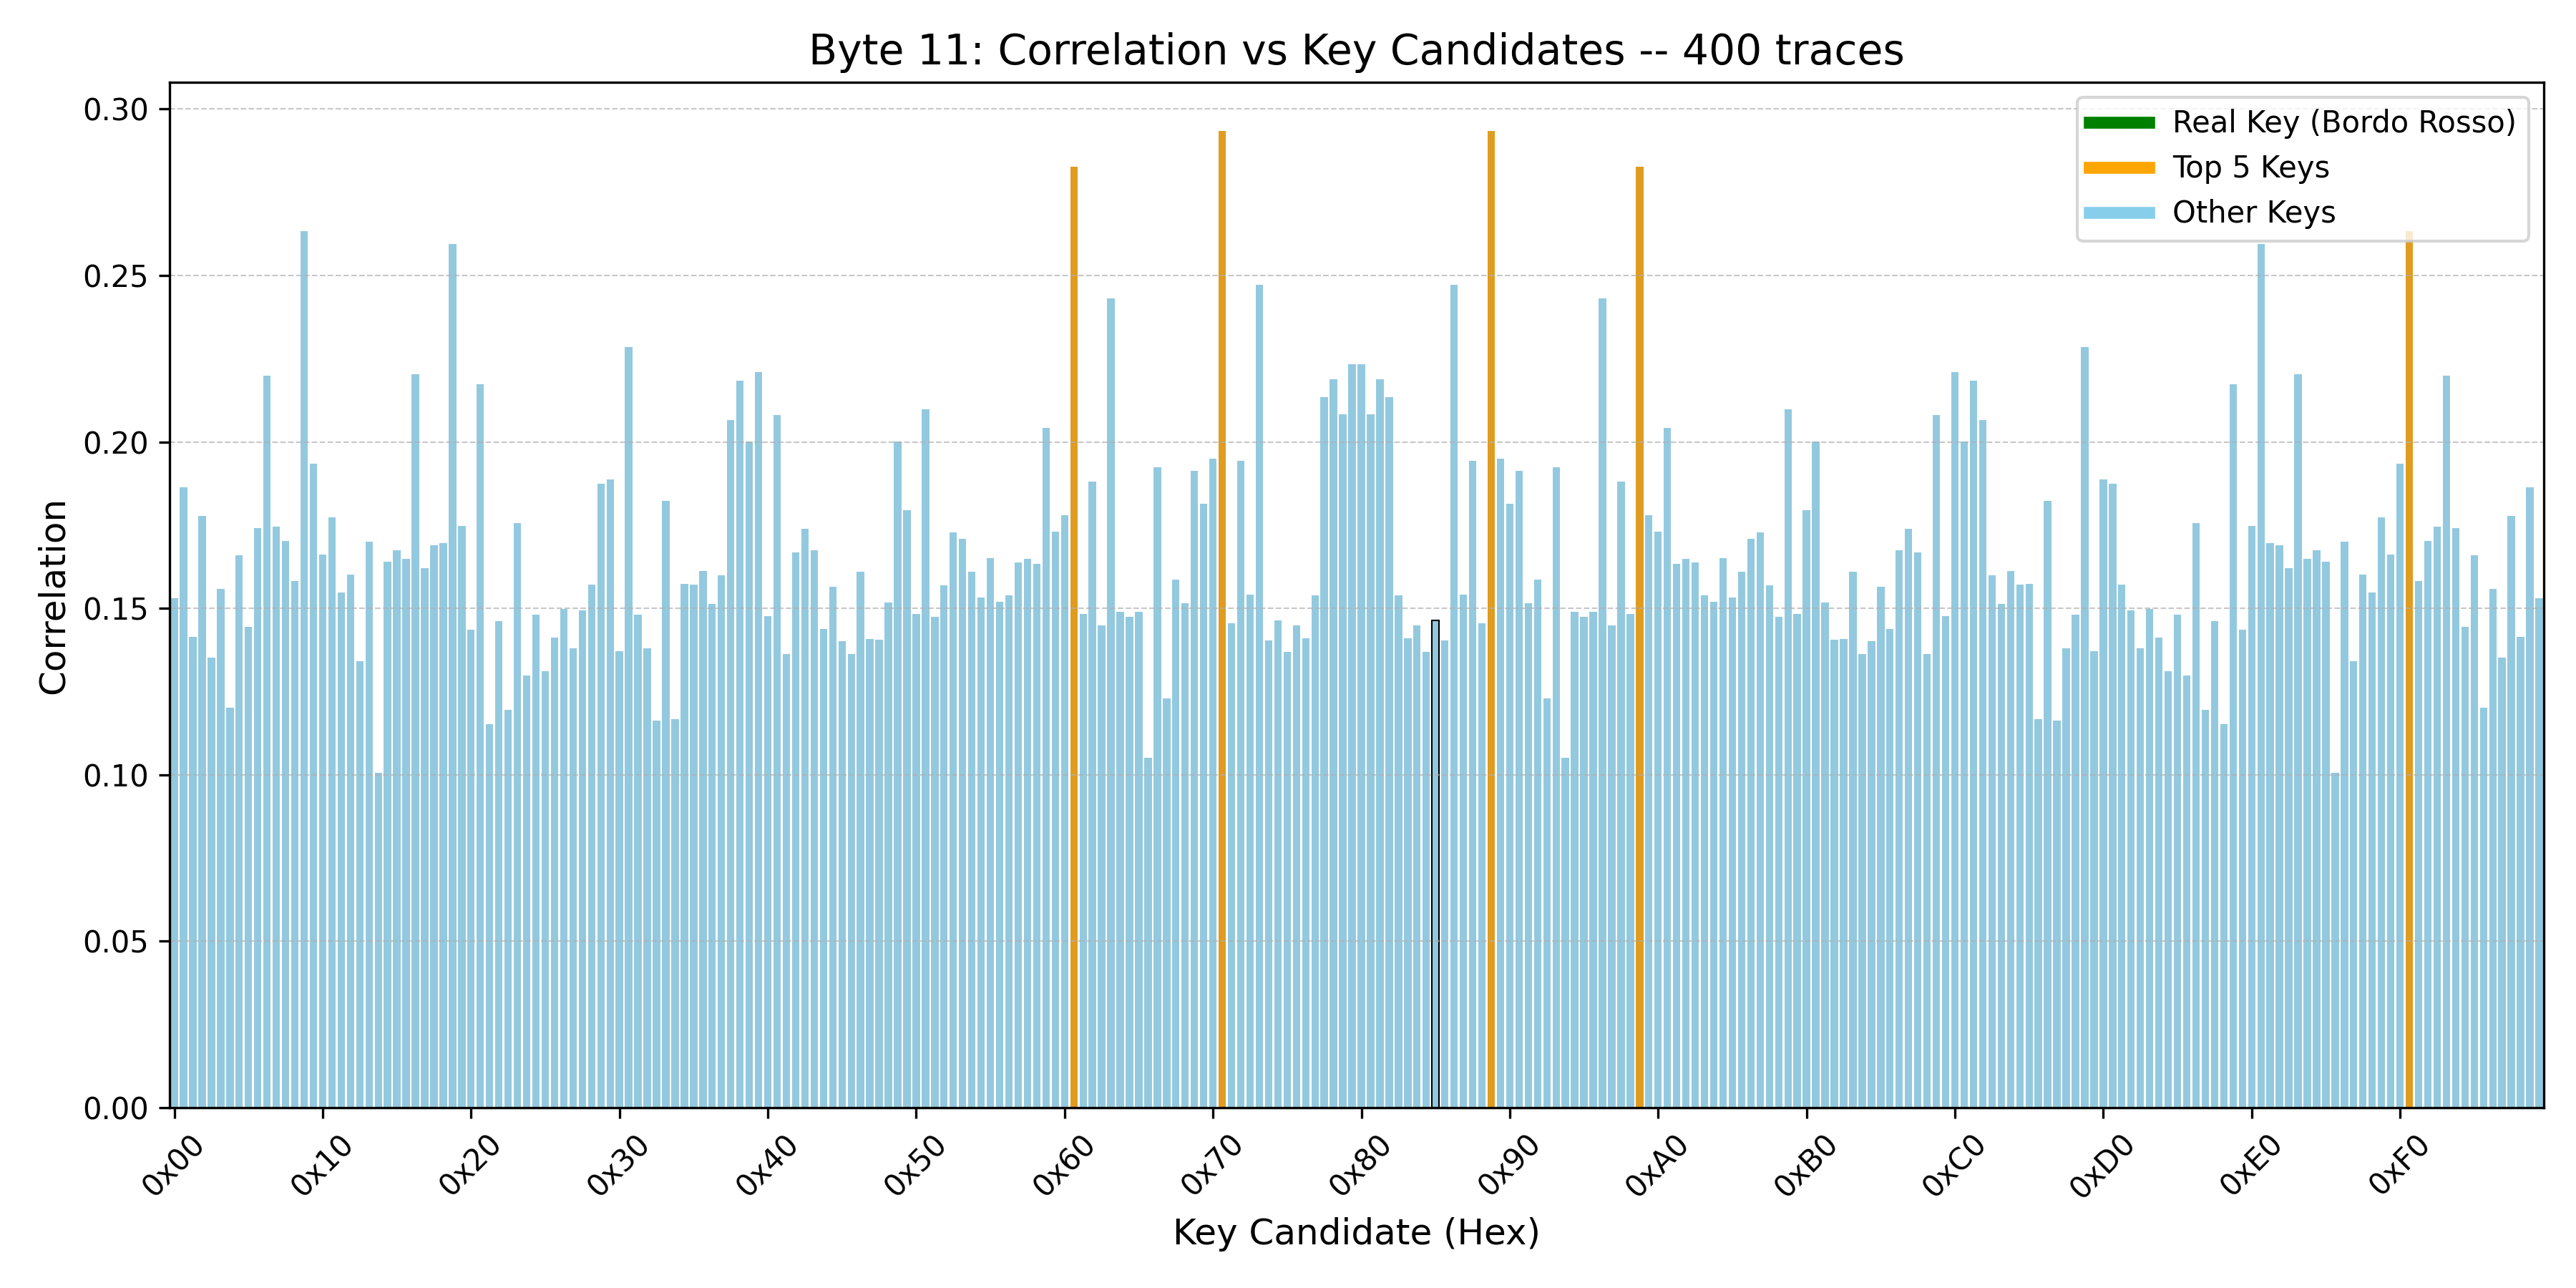 Byte 11: Correlation vs Key Candidates -- 400 traces
Real Key (Bordo Rosso)
Top 5 Keys
Other Keys
0.30
0.25
0.20
0.15
0.10
0.05
0.00
Correlation
0x00
0x10
0x20
0x30
0x40
0x50
0x60
0x70
0x80
0x90
0xA0
0xB0
0xC0
0xD0
0xE0
0xF0
Key Candidate (Hex)